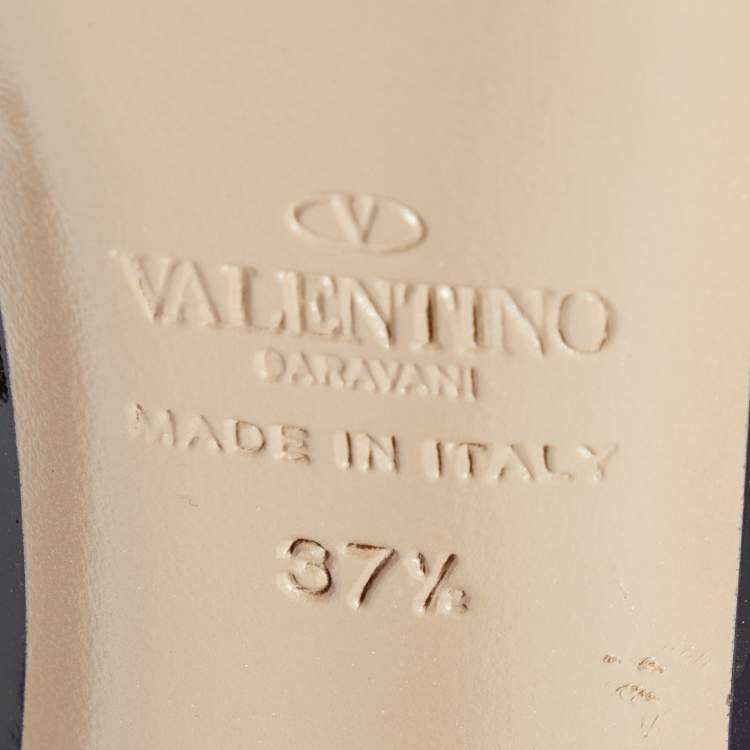 V
VALENTINO
GARAVANI
MADE IN ITALY
37½